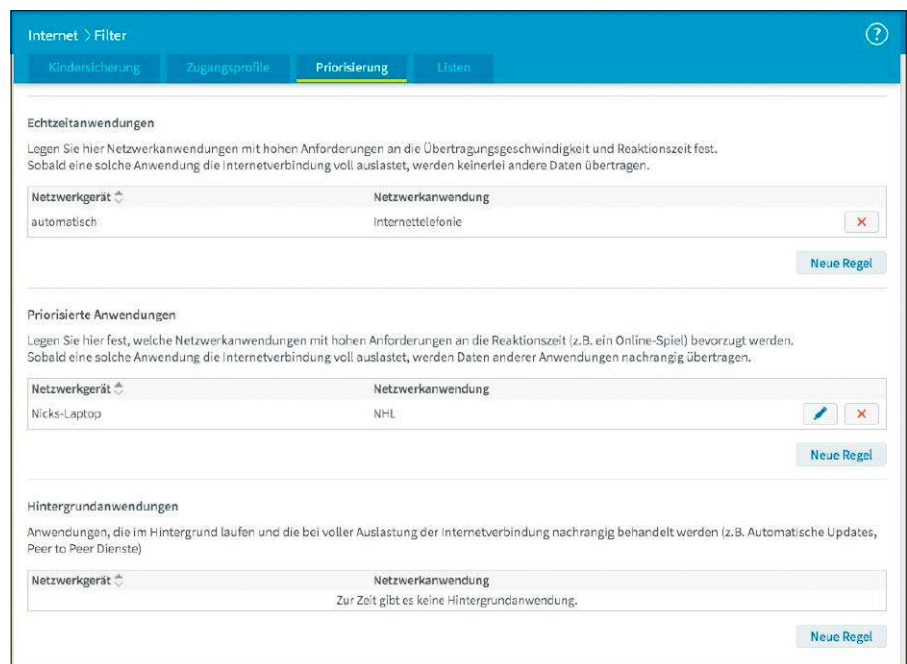 Internet > Filter
?
Kindersicherung Zugangsprofile Priorisierung Listen
Echtzeitanwendungen
Legen Sie hier Netzwerkanwendungen mit hohen Anforderungen an die Übertragungsgeschwindigkeit und Reaktionszeit fest.
Sobald eine solche Anwendung die Internetverbindung voll auslastet, werden keinerlei andere Daten übertragen.
Netzwerkgerät Netzwerkanwendung
automatisch Internettelefonie
Neue Regel
Priorisierte Anwendungen
Legen Sie hier fest, welche Netzwerkanwendungen mit hohen Anforderungen an die Reaktionszeit (z.B. ein Online-Spiel) bevorzugt werden.
Sobald eine solche Anwendung die Internetverbindung voll auslastet, werden Daten anderer Anwendungen nachrangig übertragen.
Netzwerkgerät Netzwerkanwendung
Nicks-Laptop NHL
Neue Regel
Hintergrundanwendungen
Anwendungen, die im Hintergrund laufen und die bei voller Auslastung der Internetverbindung nachrangig behandelt werden (z.B. Automatische Updates,
Peer to Peer Dienste)
Netzwerkgerät Netzwerkanwendung
Zur Zeit gibt es keine Hintergrundanwendung.
Neue Regel